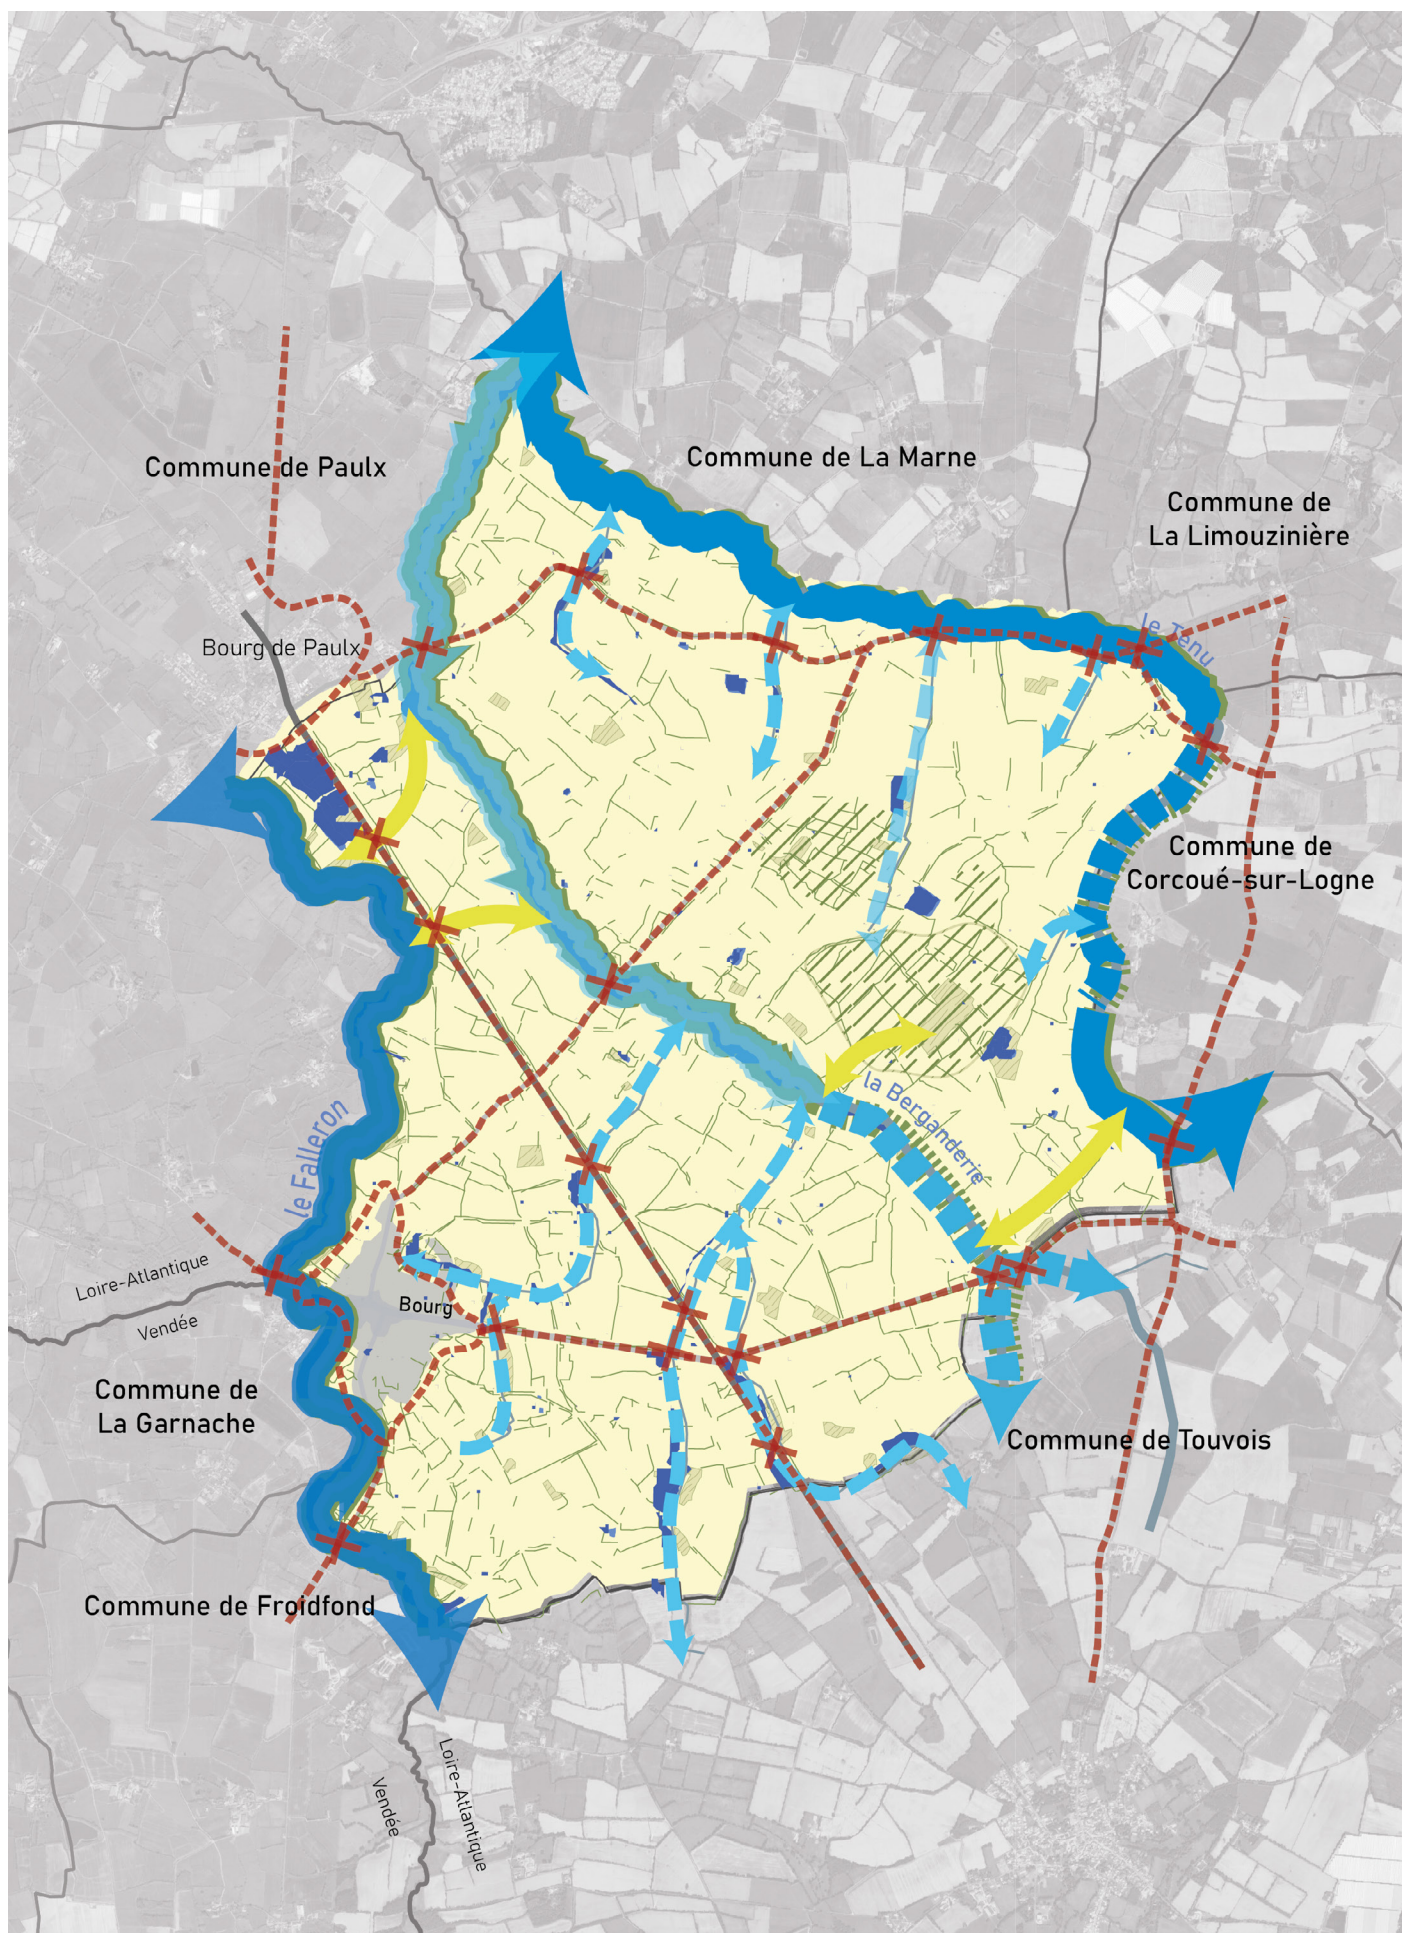 Commune de Paulx
Commune de La Marne
Commune de
La Limouzinière
le Tenu
Bourg de Paulx
Commune de
Corcoué-sur-Logne
la Berganderie
le Falleron
Loire-Atlantique
Vendée
Bourg
Commune de
La Garnache
Commune de Touvois
Commune de Froidfond
Loire-Atlantique
Vendée